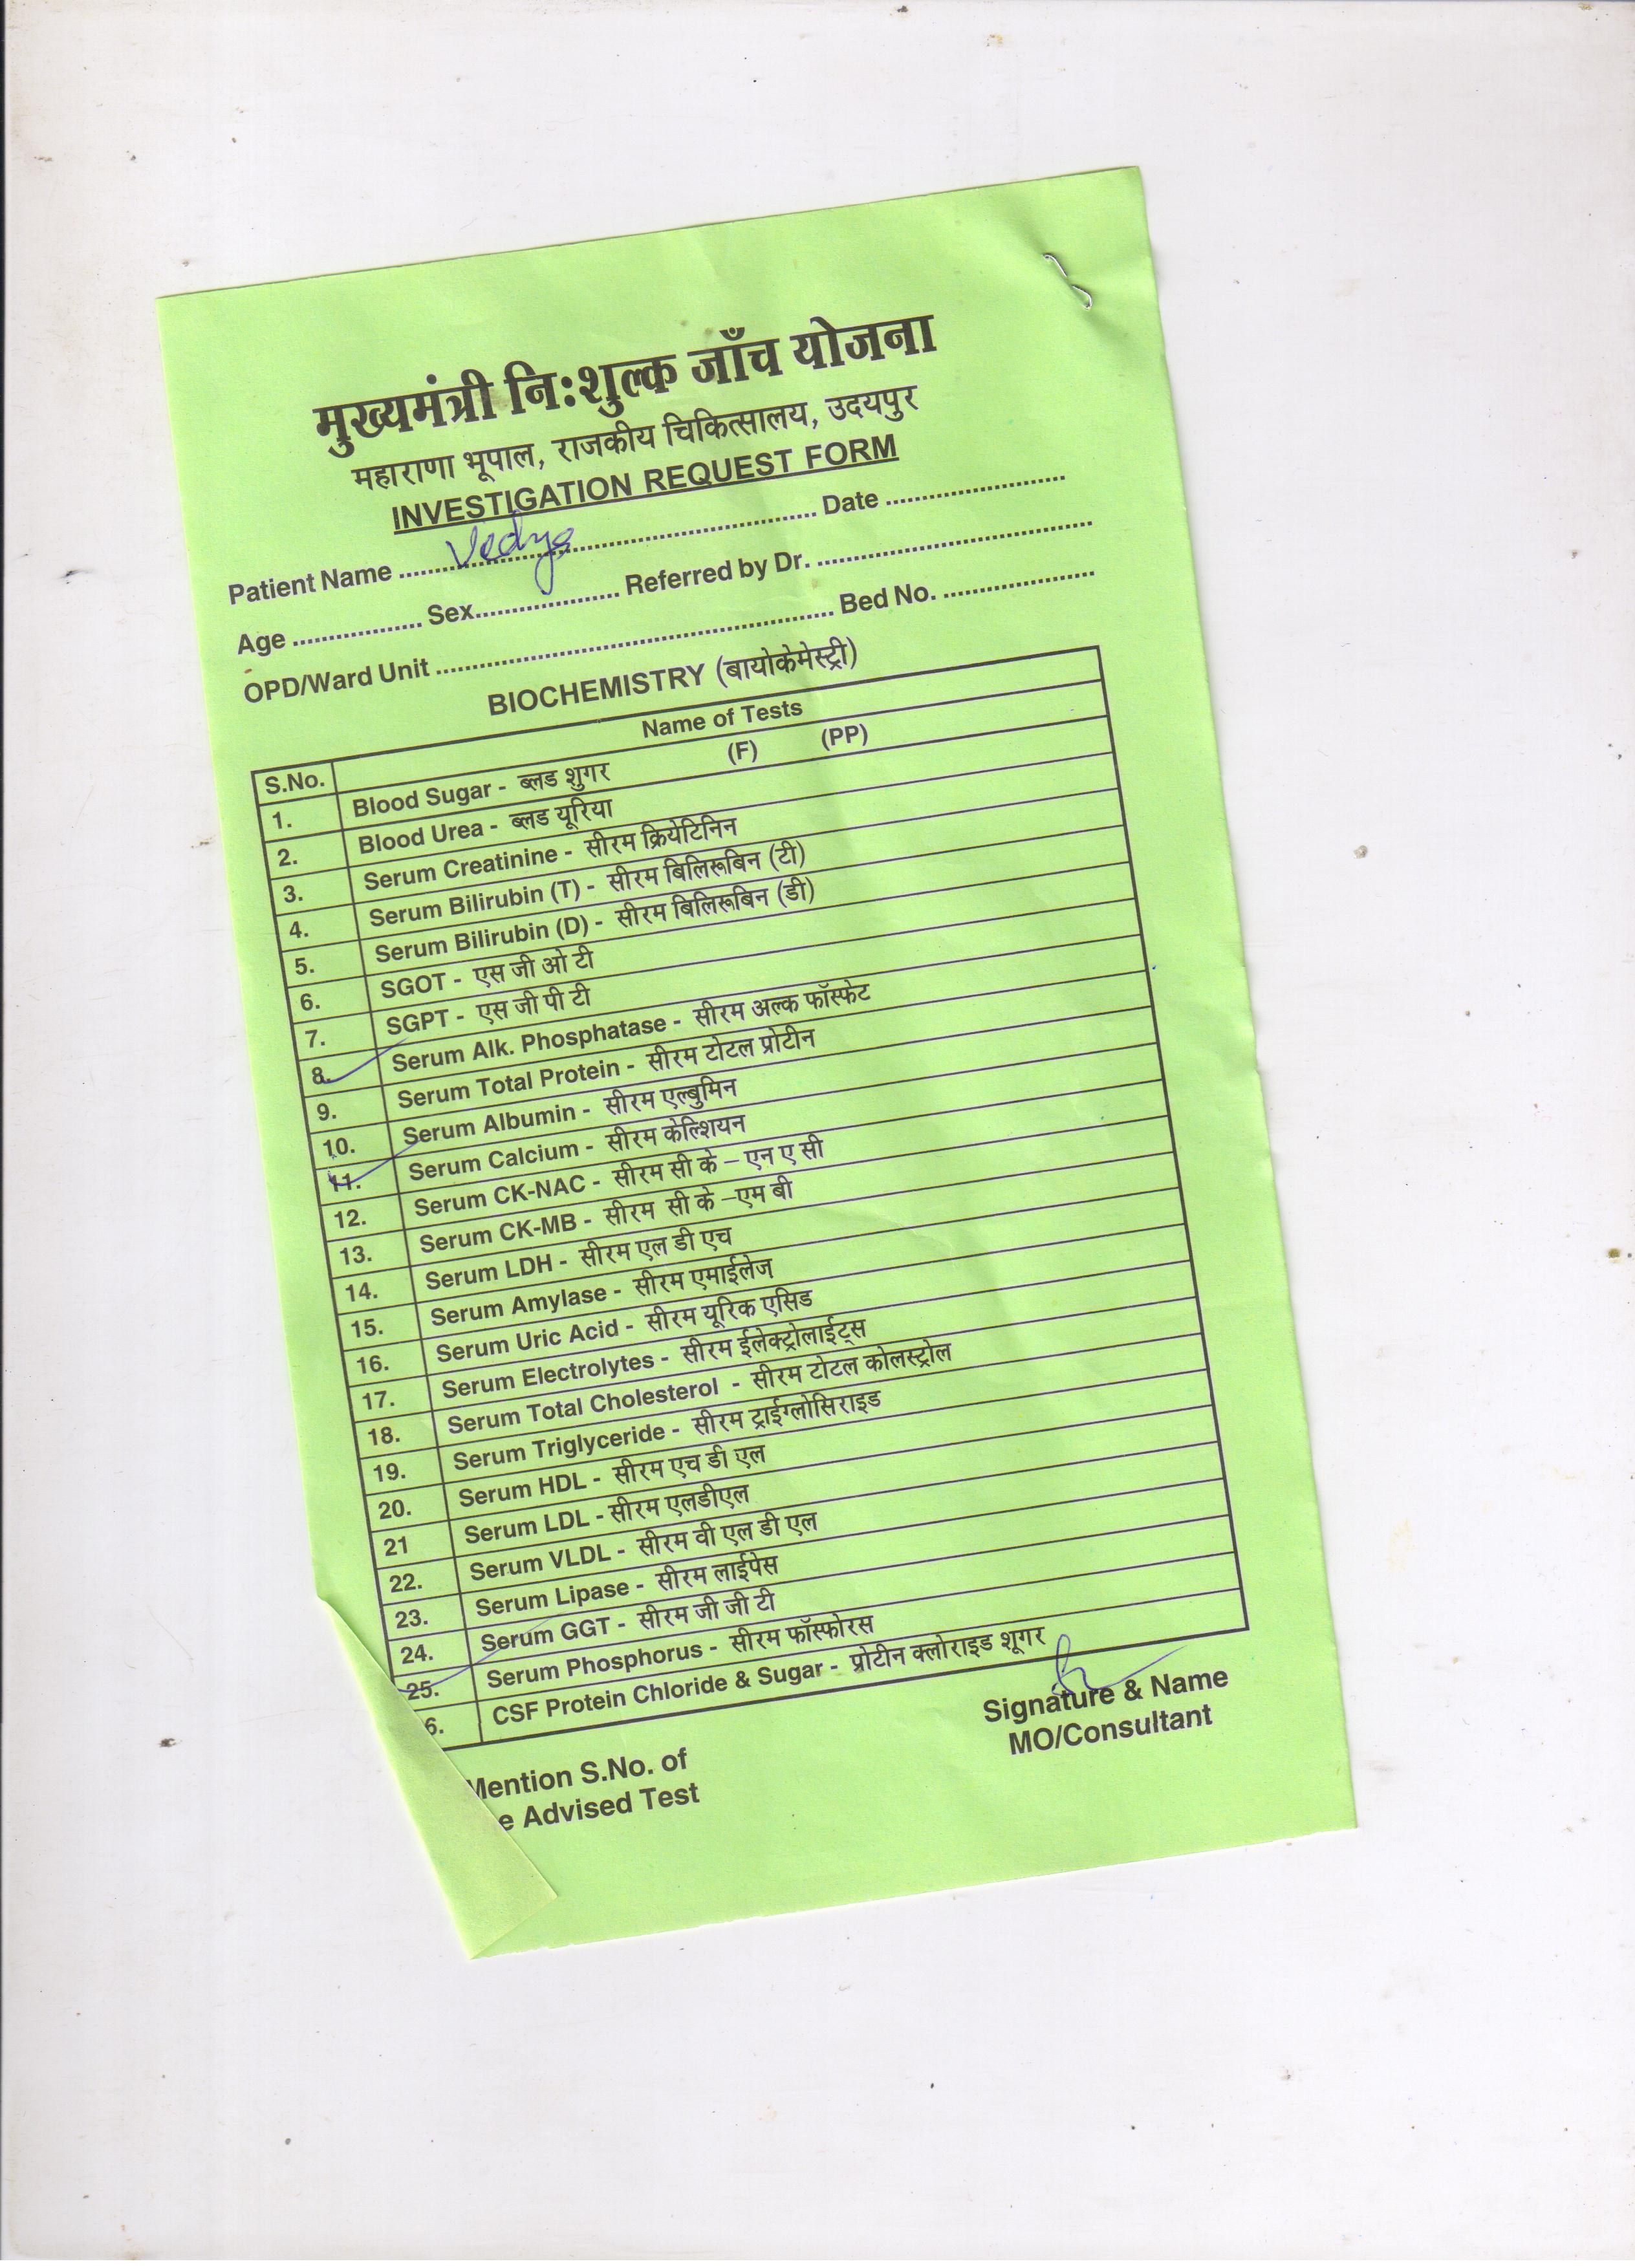 मुख्यमंत्री निःशुल्क जाँच योजना
महाराणा भूपाल, राजकीय चिकित्सालय, उदयपुर
INVESTIGATION REQUEST FORM
Patient Name .......... Vedya .......... Date ..........
Age .......... Sex .......... Referred by Dr. ..........
OPD/Ward Unit .......... Bed No. ..........
BIOCHEMISTRY (बायोकेमेस्ट्री)
S.No. Name of Tests
1. Blood Sugar - ब्लड शुगर (F) (PP)
2. Blood Urea - ब्लड यूरिया
3. Serum Creatinine - सीरम क्रियेटिनिन
4. Serum Bilirubin (T) - सीरम बिलिरूबिन (टी)
5. Serum Bilirubin (D) - सीरम बिलिरूबिन (डी)
6. SGOT - एस जी ओ टी
7. SGPT - एस जी पी टी
8. Serum Alk. Phosphatase - सीरम अल्क फॉस्फेट
9. Serum Total Protein - सीरम टोटल प्रोटीन
10. Serum Albumin - सीरम एल्बुमिन
11. Serum Calcium - सीरम केल्शियन
12. Serum CK-NAC - सीरम सी के – एन ए सी
13. Serum CK-MB - सीरम सी के –एम बी
14. Serum LDH - सीरम एल डी एच
15. Serum Amylase - सीरम एमाईलेज
16. Serum Uric Acid - सीरम यूरिक एसिड
17. Serum Electrolytes - सीरम ईलेक्ट्रोलाईट्स
18. Serum Total Cholesterol - सीरम टोटल कोलस्ट्रोल
19. Serum Triglyceride - सीरम ट्राईग्लोसिराइड
20. Serum HDL - सीरम एच डी एल
21 Serum LDL - सीरम एलडीएल
22. Serum VLDL - सीरम वी एल डी एल
23. Serum Lipase - सीरम लाईपेस
24. Serum GGT - सीरम जी जी टी
25. Serum Phosphorus - सीरम फॉस्फोरस
6. CSF Protein Chloride & Sugar - प्रोटीन क्लोराइड शूगर
Signature & Name
MO/Consultant
Mention S.No. of
e Advised Test